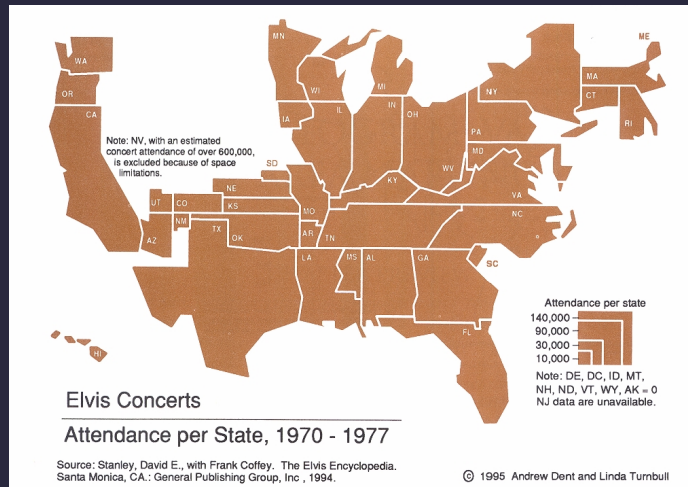 ME
MN
WA
WI
MI
MA
OR
NY
CT
IL
IN
OH
CA
IA
RI
PA
Note: NV, with an estimated
concert attendance of over 600,000,
is excluded because of space
limitations.
MD
SD
WV
KY
NE
VA
UT
CO
KS
MO
NC
NM
TX
AR
TN
AZ
OK
LA
MS
AL
GA
SC
Attendance per state
140,000
90,000
30,000
10,000
FL
HI
Note: DE, DC, ID, MT,
NH, ND, VT, WY, AK = 0
NJ data are unavailable.
Elvis Concerts
Attendance per State, 1970 - 1977
Source: Stanley, David E., with Frank Coffey. The Elvis Encyclopedia.
Santa Monica, CA.: General Publishing Group, Inc , 1994.
© 1995 Andrew Dent and Linda Turnbull